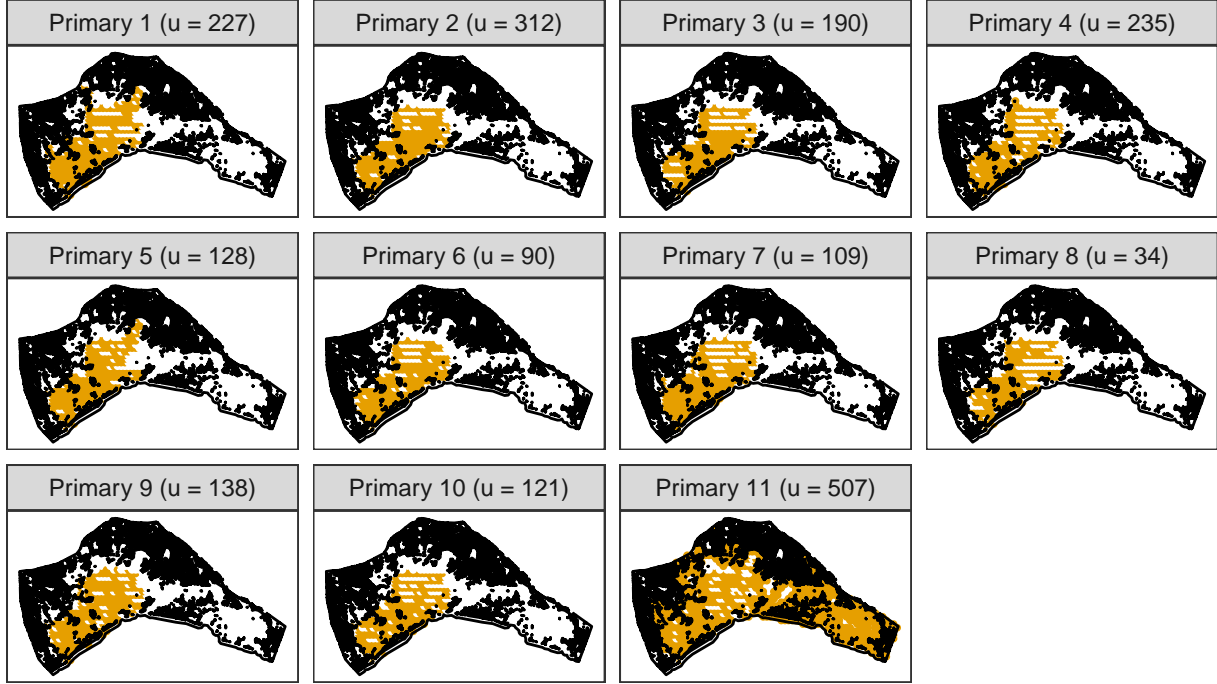 Primary 1 (u = 227)
Primary 2 (u = 312)
Primary 3 (u = 190)
Primary 4 (u = 235)
Primary 5 (u = 128)
Primary 6 (u = 90)
Primary 7 (u = 109)
Primary 8 (u = 34)
Primary 9 (u = 138)
Primary 10 (u = 121)
Primary 11 (u = 507)